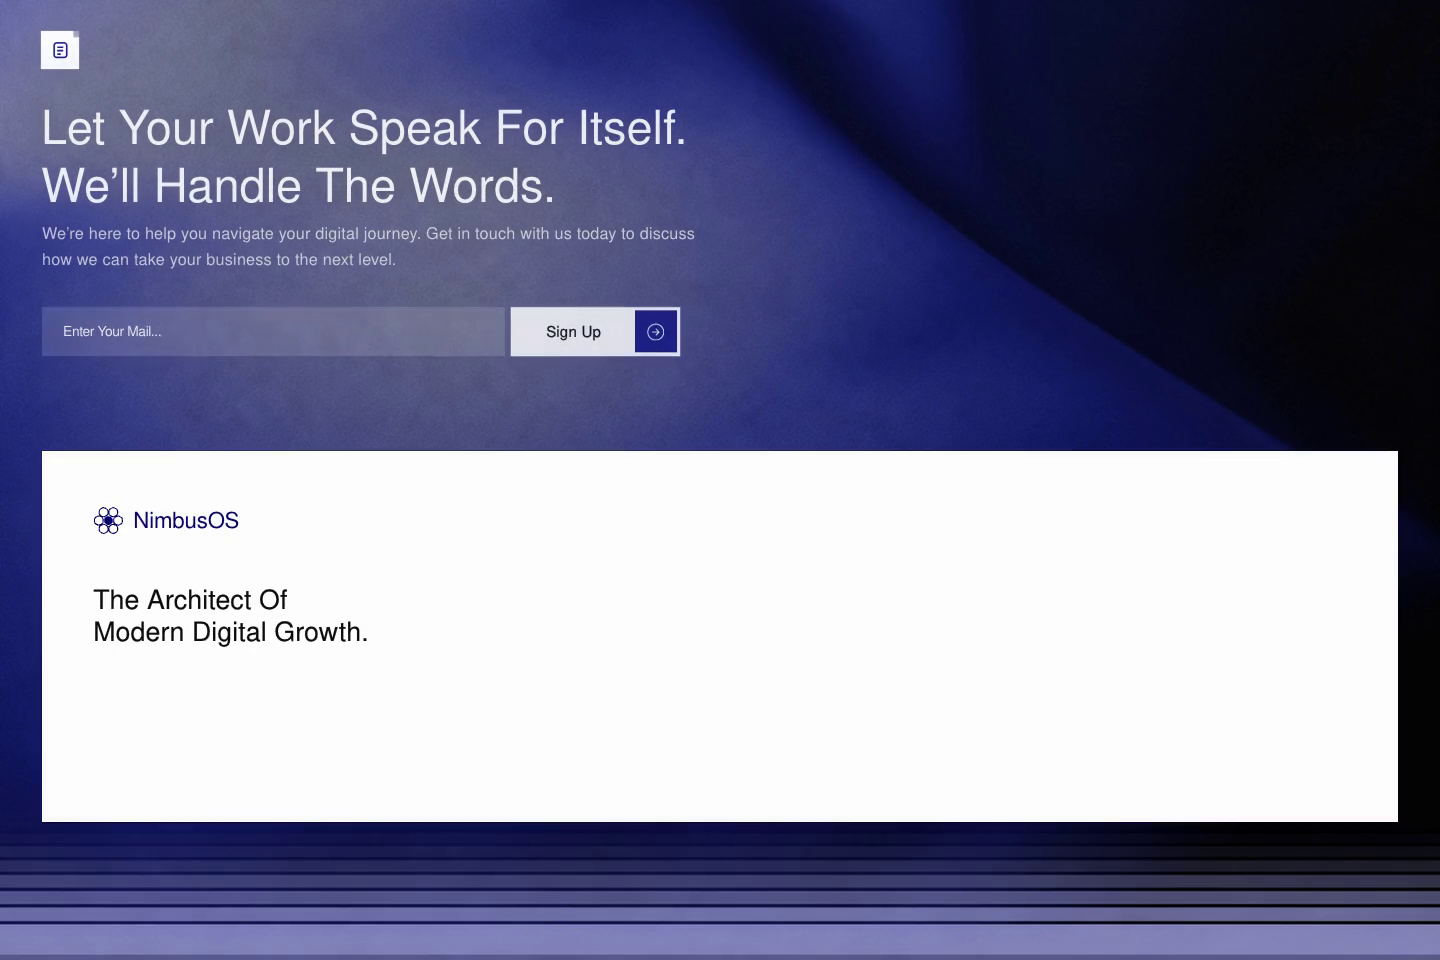 Let Your Work Speak For Itself.
We’ll Handle The Words.
We’re here to help you navigate your digital journey. Get in touch with us today to discuss
how we can take your business to the next level.
Enter Your Mail...
Sign Up
NimbusOS
The Architect Of
Modern Digital Growth.